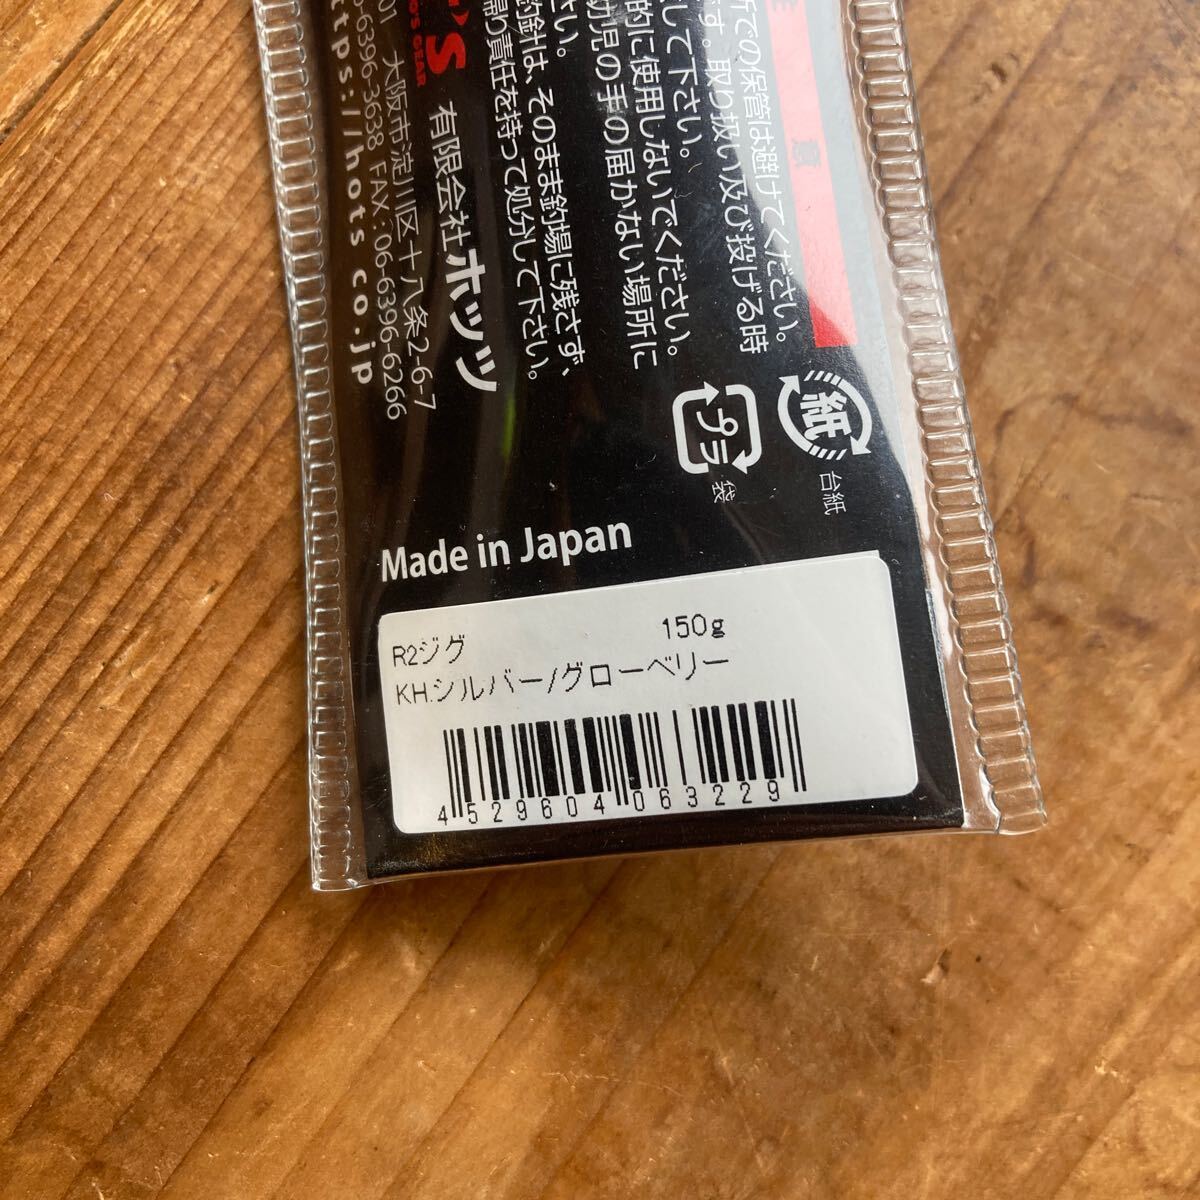 意
所での保管は避けてください。
す。取り扱い及び投げる時
して下さい。
的に使用しないでください。
幼児の手の届かない場所に
さい。
釣針は、そのまま釣場に残さず、
帰り責任を持って処分して下さい。
'S
O'S GEAR
有限会社ホッツ
01 大阪市淀川区十八条2-6-7
6-6396-3638 FAX:06-6396-6266
ttps://hots.co.jp
紙
台紙
プラ
袋
Made in Japan
R2ジグ 150g
KH.シルバー/グローベリー
4529604063229